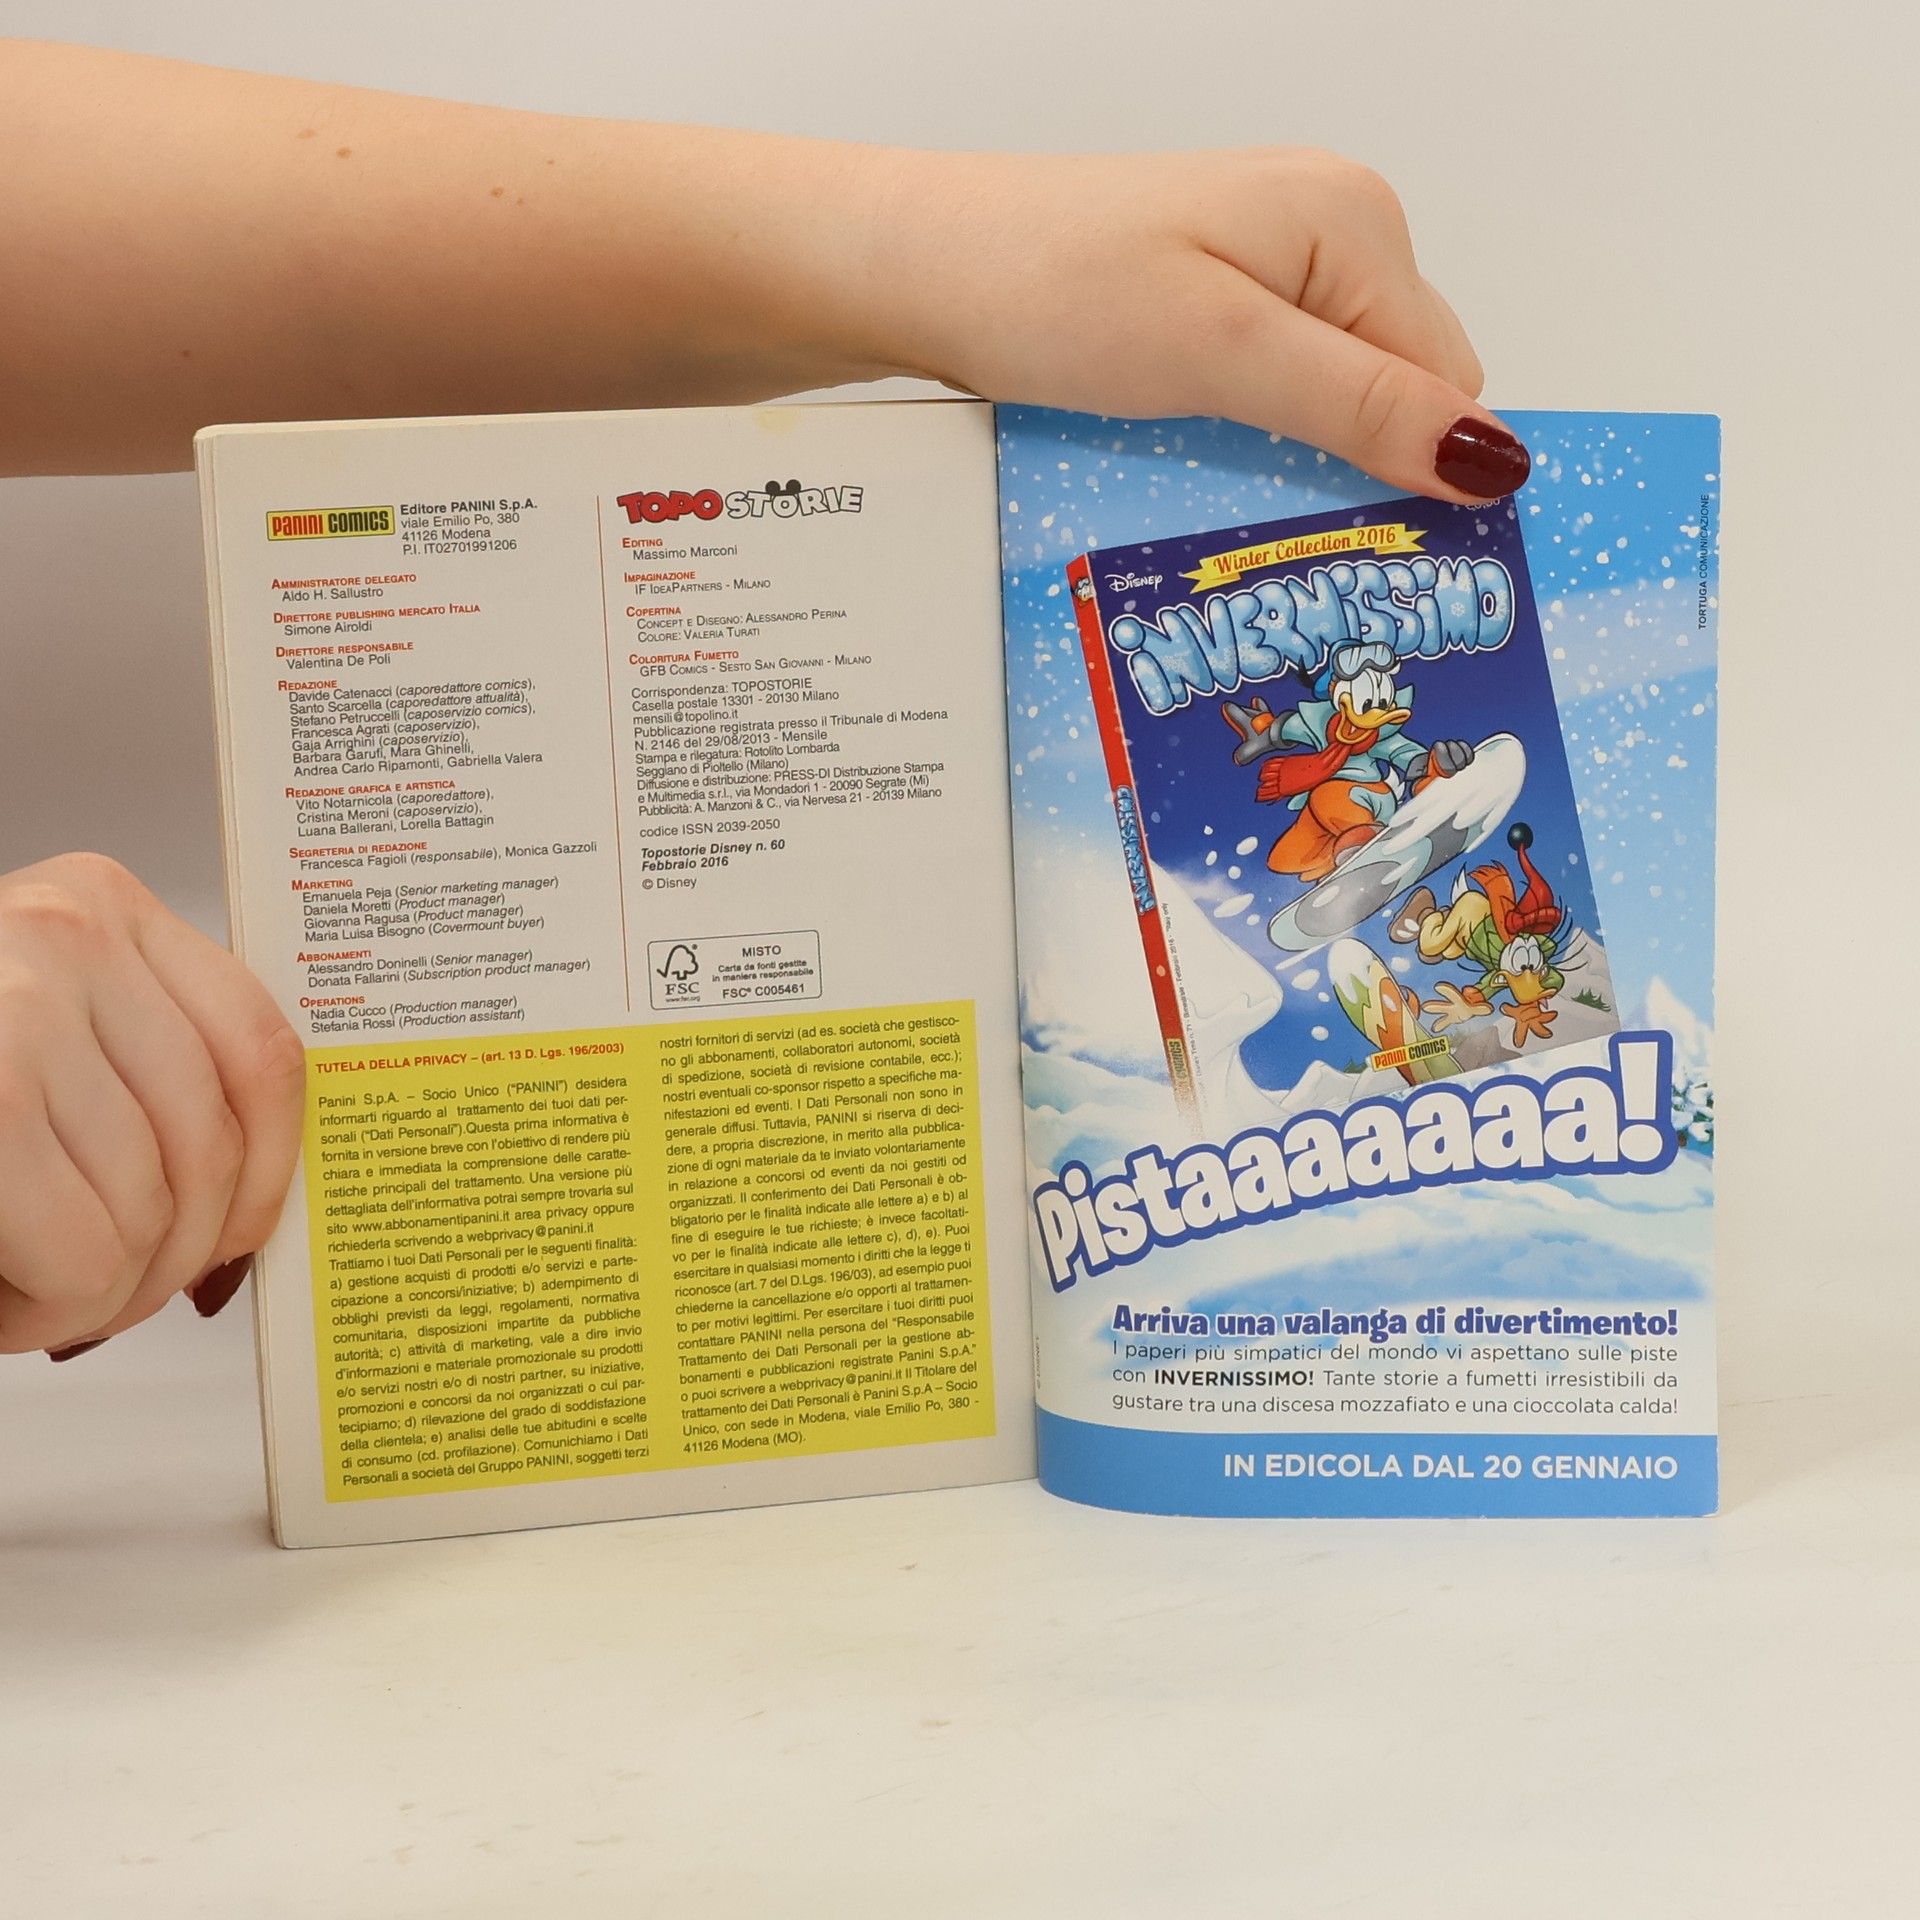 PANINI COMICS
Editore PANINI S.p.A.
viale Emilio Po, 380
41126 Modena
P.I. IT02701991206
AMMINISTRATORE DELEGATO
Aldo H. Sallustro
DIRETTORE PUBLISHING MERCATO ITALIA
Simone Airoldi
DIRETTORE RESPONSABILE
Valentina De Poli
REDAZIONE
Davide Catenacci (caporedattore comics),
Santo Scarcella (caporedattore attualità),
Stefano Petruccelli (caposervizio comics),
Francesca Agrati (caposervizio),
Gaja Arrighini (caposervizio),
Barbara Garufi, Mara Ghinelli,
Andrea Carlo Ripamonti, Gabriella Valera
REDAZIONE GRAFICA E ARTISTICA
Vito Notarnicola (caporedattore),
Cristina Meroni (caposervizio),
Luana Ballerani, Lorella Battagin
SEGRETERIA DI REDAZIONE
Francesca Fagioli (responsabile), Monica Gazzoli
MARKETING
Emanuela Peja (Senior marketing manager)
Daniela Moretti (Product manager)
Giovanna Ragusa (Product manager)
Maria Luisa Bisogno (Covermount buyer)
ABBONAMENTI
Alessandro Doninelli (Senior manager)
Donata Fallarini (Subscription product manager)
OPERATIONS
Nadia Cucco (Production manager)
Stefania Rossi (Production assistant)
TOPOSTORIE
EDITING
Massimo Marconi
IMPAGINAZIONE
IF IDEAPARTNERS - MILANO
COPERTINA
CONCEPT E DISEGNO: ALESSANDRO PERINA
COLORE: VALERIA TURATI
COLORITURA FUMETTO
GFB COMICS - SESTO SAN GIOVANNI - MILANO
Corrispondenza: TOPOSTORIE
Casella postale 13301 - 20130 Milano
mensili@topolino.it
Pubblicazione registrata presso il Tribunale di Modena
N. 2146 del 29/08/2013 - Mensile
Stampa e rilegatura: Rotolito Lombarda
Seggiano di Pioltello (Milano)
Diffusione e distribuzione: PRESS-DI Distribuzione Stampa
e Multimedia s.r.l., via Mondadori 1 - 20090 Segrate (Mi)
Pubblicità: A. Manzoni & C., via Nervesa 21 - 20139 Milano
codice ISSN 2039-2050
Topostorie Disney n. 60
Febbraio 2016
© Disney
FSC
www.fsc.org
MISTO
Carta da fonti gestite
in maniera responsabile
FSC® C005461
TUTELA DELLA PRIVACY – (art. 13 D. Lgs. 196/2003)
Panini S.p.A. – Socio Unico (“PANINI”) desidera
informarti riguardo al trattamento dei tuoi dati per-
sonali (“Dati Personali”).Questa prima informativa è
fornita in versione breve con l'obiettivo di rendere più
chiara e immediata la comprensione delle caratte-
ristiche principali del trattamento. Una versione più
dettagliata dell'informativa potrai sempre trovarla sul
sito www.abbonamentipanini.it area privacy oppure
richiederla scrivendo a webprivacy@panini.it
Trattiamo i tuoi Dati Personali per le seguenti finalità:
a) gestione acquisti di prodotti e/o servizi e parte-
cipazione a concorsi/iniziative; b) adempimento di
obblighi previsti da leggi, regolamenti, normativa
comunitaria, disposizioni impartite da pubbliche
autorità; c) attività di marketing, vale a dire invio
d'informazioni e materiale promozionale su prodotti
e/o servizi nostri e/o di nostri partner, su iniziative,
promozioni e concorsi da noi organizzati o cui par-
tecipiamo; d) rilevazione del grado di soddisfazione
della clientela; e) analisi delle tue abitudini e scelte
di consumo (cd. profilazione). Comunichiamo i Dati
Personali a società del Gruppo PANINI, soggetti terzi
nostri fornitori di servizi (ad es. società che gestisco-
no gli abbonamenti, collaboratori autonomi, società
di spedizione, società di revisione contabile, ecc.);
nostri eventuali co-sponsor rispetto a specifiche ma-
nifestazioni ed eventi. I Dati Personali non sono in
generale diffusi. Tuttavia, PANINI si riserva di deci-
dere, a propria discrezione, in merito alla pubblica-
zione di ogni materiale da te inviato volontariamente
in relazione a concorsi od eventi da noi gestiti od
organizzati. Il conferimento dei Dati Personali è ob-
bligatorio per le finalità indicate alle lettere a) e b) al
fine di eseguire le tue richieste; è invece facoltati-
vo per le finalità indicate alle lettere c), d), e). Puoi
esercitare in qualsiasi momento i diritti che la legge ti
riconosce (art. 7 del D.Lgs. 196/03), ad esempio puoi
chiederne la cancellazione e/o opporti al trattamen-
to per motivi legittimi. Per esercitare i tuoi diritti puoi
contattare PANINI nella persona del “Responsabile
Trattamento dei Dati Personali per la gestione ab-
bonamenti e pubblicazioni registrate Panini S.p.A.”
o puoi scrivere a webprivacy@panini.it Il Titolare del
trattamento dei Dati Personali è Panini S.p.A – Socio
Unico, con sede in Modena, viale Emilio Po, 380 -
41126 Modena (MO).
TORTUGA COMUNICAZIONE
Winter Collection 2016
DISNEY
INVERNISSIMO
PANINI COMICS
Pistaaaaaaaa!
Arriva una valanga di divertimento!
I paperi più simpatici del mondo vi aspettano sulle piste
con INVERNISSIMO! Tante storie a fumetti irresistibili da
gustare tra una discesa mozzafiato e una cioccolata calda!
IN EDICOLA DAL 20 GENNAIO